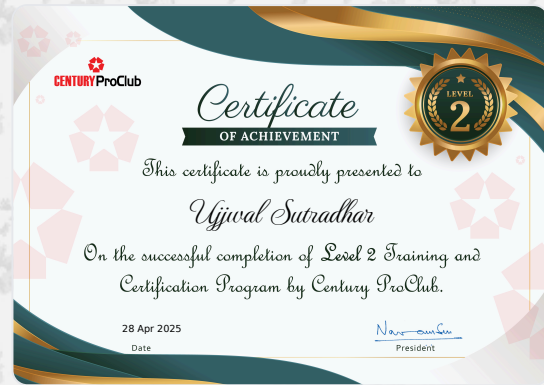 CENTURY ProClub
LEVEL
2
Certificate
OF ACHIEVEMENT
This certificate is proudly presented to
Ujjwal Sutradhar
On the successful completion of Level 2 Training and
Certification Program by Century ProClub.
28 Apr 2025
Date
President